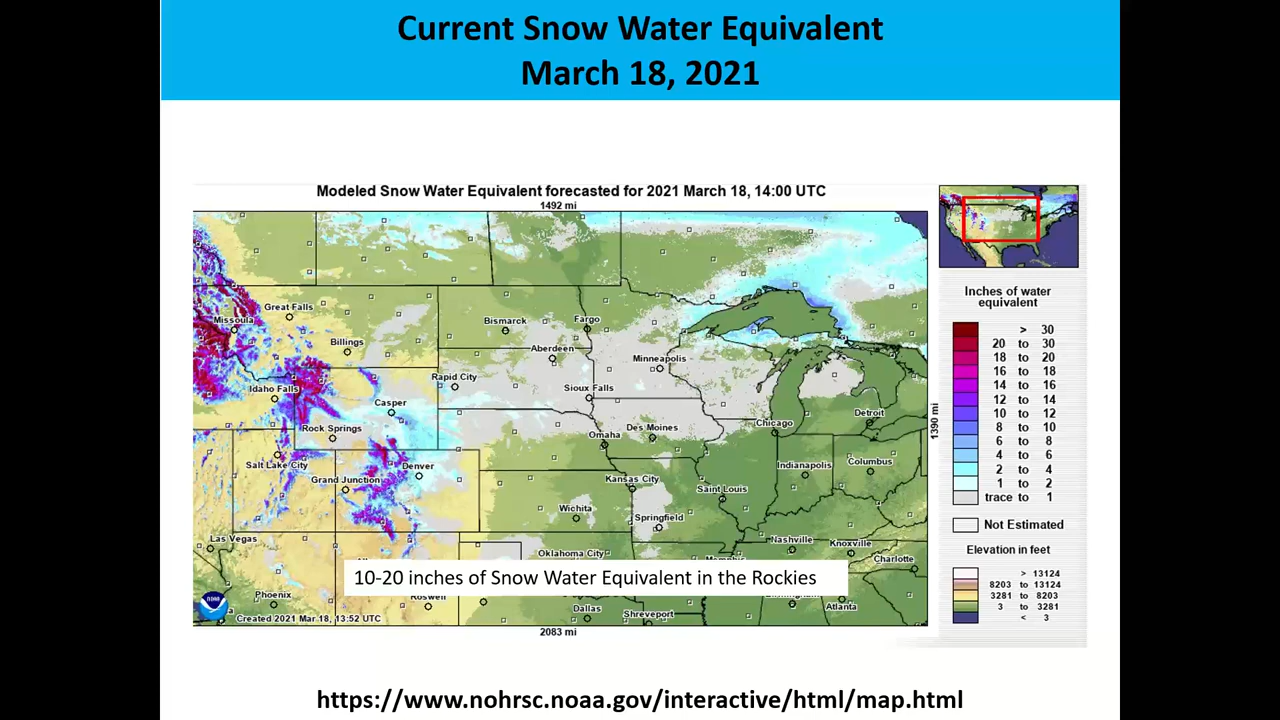 Current Snow Water Equivalent
March 18, 2021
Modeled Snow Water Equivalent forecasted for 2021 March 18, 14:00 UTC
1492 mi
Great Falls
Missoula
Bismarck
Fargo
Billings
Aberdeen
Minneapolis
Rapid City
Idaho Falls
Sioux Falls
Casper
Rock Springs
Detroit
Chicago
Omaha
Des Moines
Salt Lake City
Denver
Grand Junction
Indianapolis
Columbus
Kansas City
Saint Louis
Wichita
Springfield
Las Vegas
Nashville
Knoxville
Oklahoma City
Memphis
Charlotte
10-20 inches of Snow Water Equivalent in the Rockies
Phoenix
Roswell
Dallas
Shreveport
Birmingham
Atlanta
NOAA
Created 2021 Mar 18, 13:52 UTC
2083 mi
1390 mi
Inches of water
equivalent
> 30
20 to 30
18 to 20
16 to 18
14 to 16
12 to 14
10 to 12
8 to 10
6 to 8
4 to 6
2 to 4
1 to 2
trace to 1
Not Estimated
Elevation in feet
> 13124
8203 to 13124
3281 to 8203
3 to 3281
< 3
https://www.nohrsc.noaa.gov/interactive/html/map.html